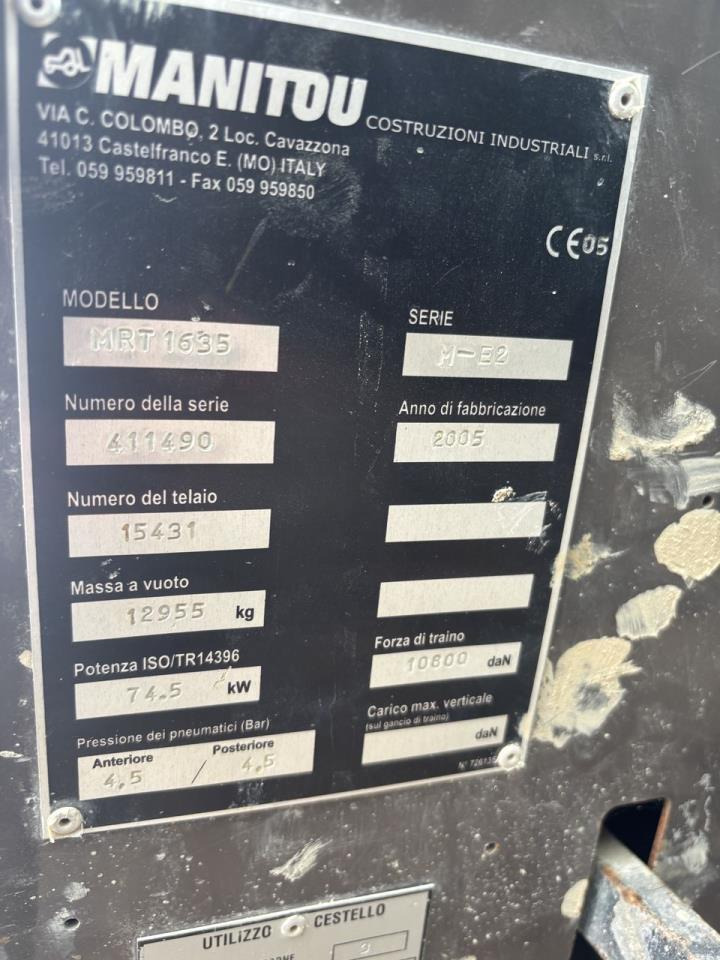 MANITOU COSTRUZIONI INDUSTRIALI s.r.l.
VIA C. COLOMBO, 2 Loc. Cavazzona
41013 Castelfranco E. (MO) ITALY
Tel. 059 959811 - Fax 059 959850
CE05
MODELLO
MRT 1635
SERIE
M-E2
Numero della serie
411490
Anno di fabbricazione
2005
Numero del telaio
15431
Massa a vuoto
12955 kg
Potenza ISO/TR14396
74.5 kW
Forza di traino
10800 daN
Carico max. verticale
(sul gancio di traino)
daN
Pressione dei pneumatici (Bar)
Anteriore / Posteriore
4,5 4,5
UTILIZZO CESTELLO